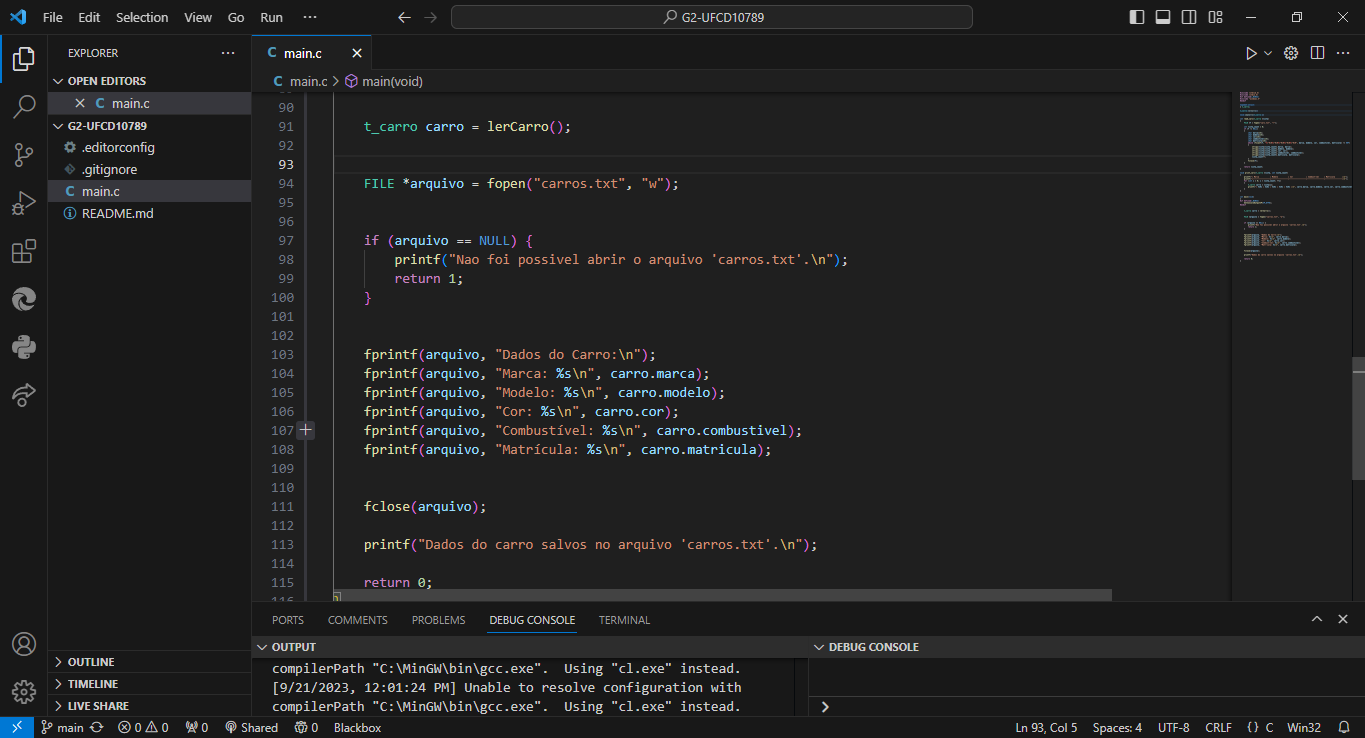 File Edit Selection View Go Run ··· G2-UFCD10789
EXPLORER ···
OPEN EDITORS
C main.c
G2-UFCD10789
.editorconfig
.gitignore
C main.c
README.md
OUTLINE
TIMELINE
LIVE SHARE
C main.c
C main.c > main(void)
90
91 t_carro carro = lerCarro();
92
93
94 FILE *arquivo = fopen("carros.txt", "w");
95
96
97 if (arquivo == NULL) {
98 printf("Nao foi possivel abrir o arquivo 'carros.txt'.\n");
99 return 1;
100 }
101
102
103 fprintf(arquivo, "Dados do Carro:\n");
104 fprintf(arquivo, "Marca: %s\n", carro.marca);
105 fprintf(arquivo, "Modelo: %s\n", carro.modelo);
106 fprintf(arquivo, "Cor: %s\n", carro.cor);
107 fprintf(arquivo, "Combustível: %s\n", carro.combustivel);
108 fprintf(arquivo, "Matrícula: %s\n", carro.matricula);
109
110
111 fclose(arquivo);
112
113 printf("Dados do carro salvos no arquivo 'carros.txt'.\n");
114
115 return 0;
116 }
PORTS COMMENTS PROBLEMS DEBUG CONSOLE TERMINAL
OUTPUT
compilerPath "C:\MinGW\bin\gcc.exe".  Using "cl.exe" instead.
[9/21/2023, 12:01:24 PM] Unable to resolve configuration with
compilerPath "C:\MinGW\bin\gcc.exe".  Using "cl.exe" instead.
DEBUG CONSOLE
main 0 0 0 Shared 0 Blackbox Ln 93, Col 5 Spaces: 4 UTF-8 CRLF {} C Win32